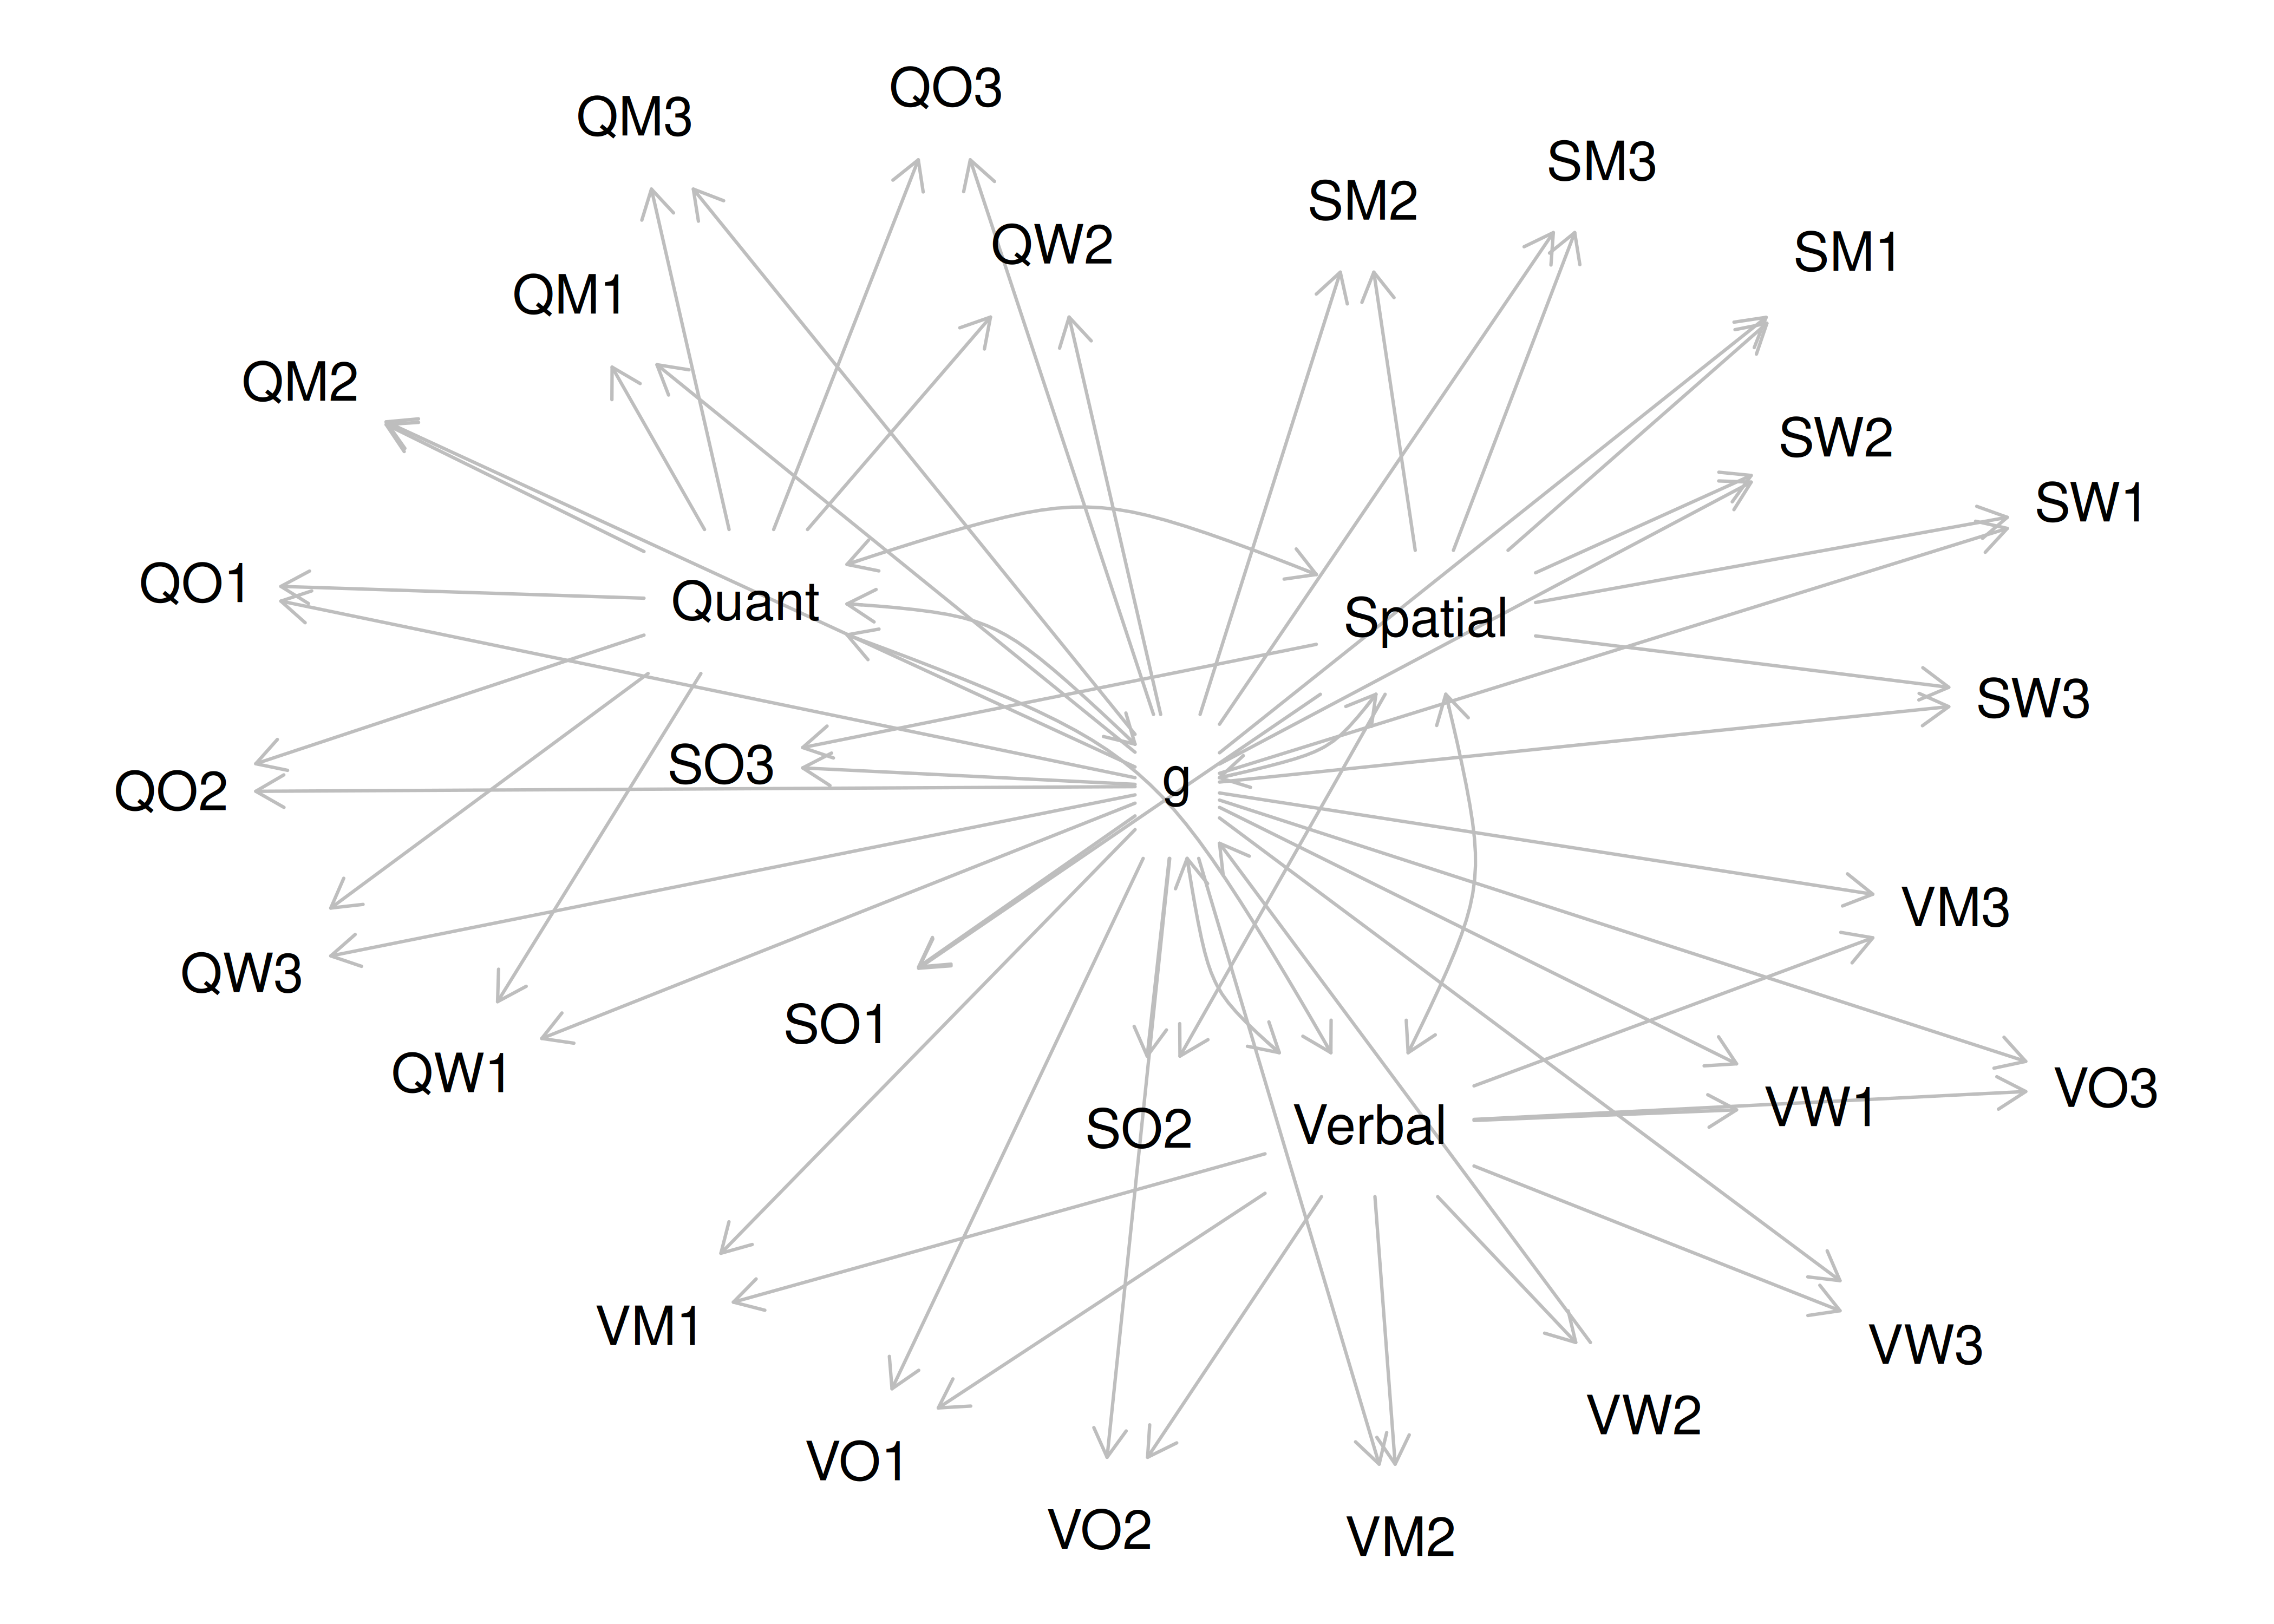 QO3
QM3
SM3
SM2
QW2
SM1
QM1
QM2
SW2
SW1
QO1
Quant
Spatial
SW3
SO3
g
QO2
VM3
QW3
SO1
QW1
VO3
VW1
Verbal
SO2
VM1
VW3
VW2
VO1
VO2
VM2